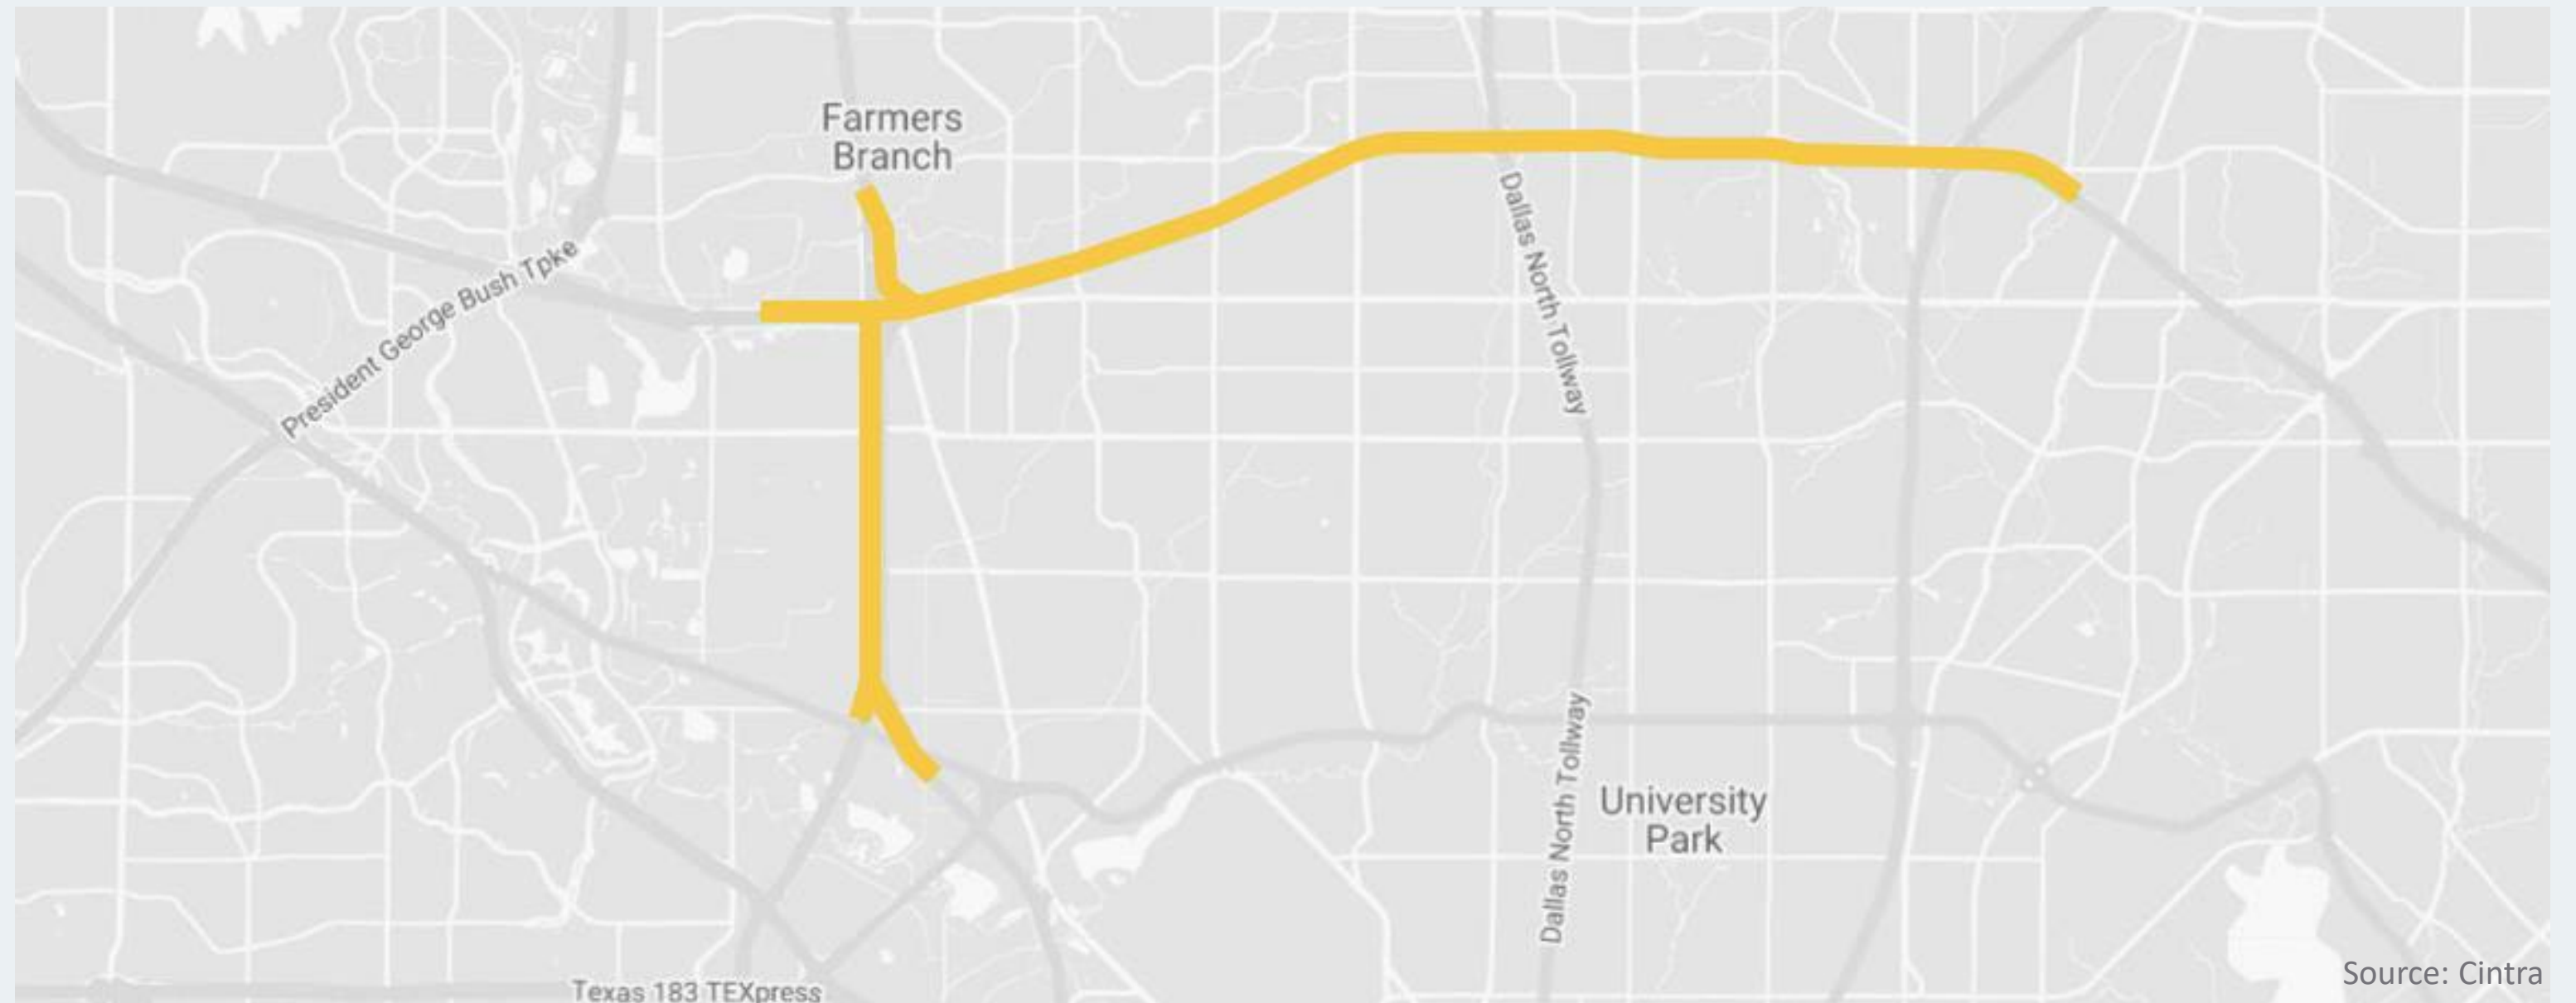 Farmers
Branch
President George Bush Tpke
Dallas North Tollway
Dallas North Tollway
University
Park
Texas 183 TEXpress
Source: Cintra